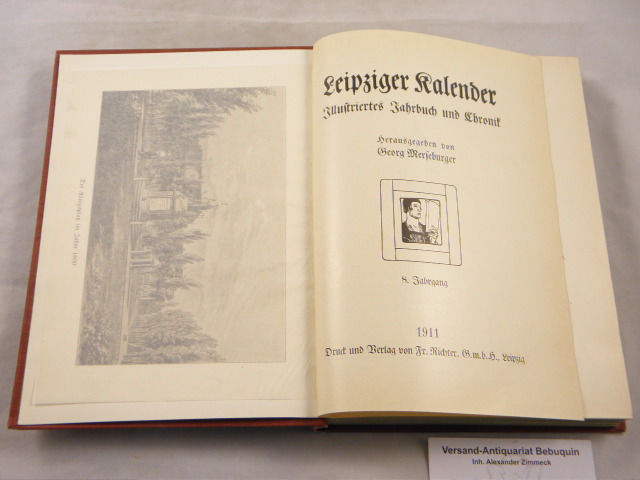 Leipziger Kalender
Illustriertes Jahrbuch und Chronik
Herausgegeben von
Georg Merseburger
8. Jahrgang
1911
Druck und Verlag von Fr. Richter, G.m.b.H., Leipzig
Versand-Antiquariat Bebuquin
Inh. Alexander Zimmeck